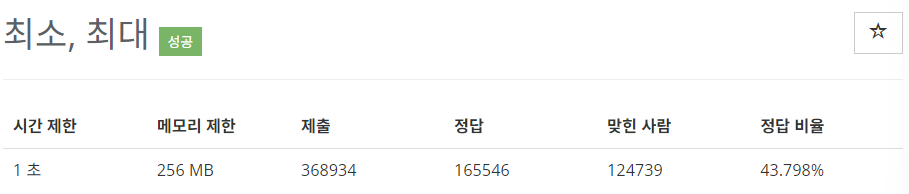 최소, 최대 성공 ☆
시간 제한 메모리 제한 제출 정답 맞힌 사람 정답 비율
1 초 256 MB 368934 165546 124739 43.798%